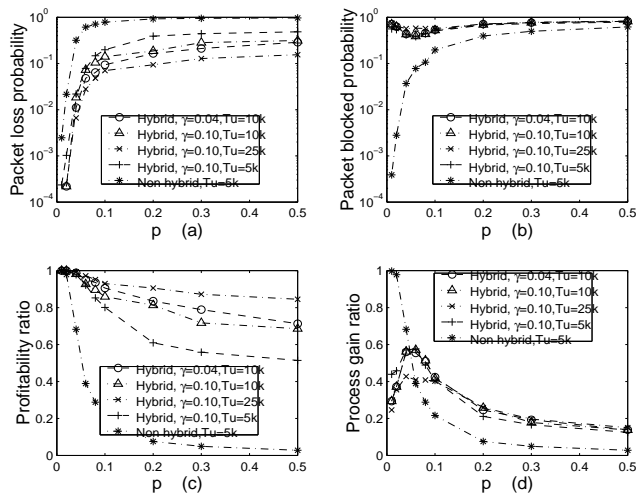 Packet loss probability
10^0
10^-1
10^-2
10^-3
10^-4
Hybrid, γ=0.04,Tu=10k
Hybrid, γ=0.10,Tu=10k
Hybrid, γ=0.10,Tu=25k
Hybrid, γ=0.10,Tu=5k
Non hybrid,Tu=5k
0 0.1 0.2 0.3 0.4 0.5
p (a)
Packet blocked probability
10^0
10^-1
10^-2
10^-3
10^-4
Hybrid, γ=0.04,Tu=10k
Hybrid, γ=0.10,Tu=10k
Hybrid, γ=0.10,Tu=25k
Hybrid, γ=0.10,Tu=5k
Non hybrid,Tu=5k
0 0.1 0.2 0.3 0.4 0.5
p (b)
Profitability ratio
1
0.8
0.6
0.4
0.2
0
Hybrid, γ=0.04,Tu=10k
Hybrid, γ=0.10,Tu=10k
Hybrid, γ=0.10,Tu=25k
Hybrid, γ=0.10,Tu=5k
Non hybrid,Tu=5k
0 0.1 0.2 0.3 0.4 0.5
p (c)
Process gain ratio
1
0.8
0.6
0.4
0.2
0
Hybrid, γ=0.04,Tu=10k
Hybrid, γ=0.10,Tu=10k
Hybrid, γ=0.10,Tu=25k
Hybrid, γ=0.10,Tu=5k
Non hybrid,Tu=5k
0 0.1 0.2 0.3 0.4 0.5
p (d)